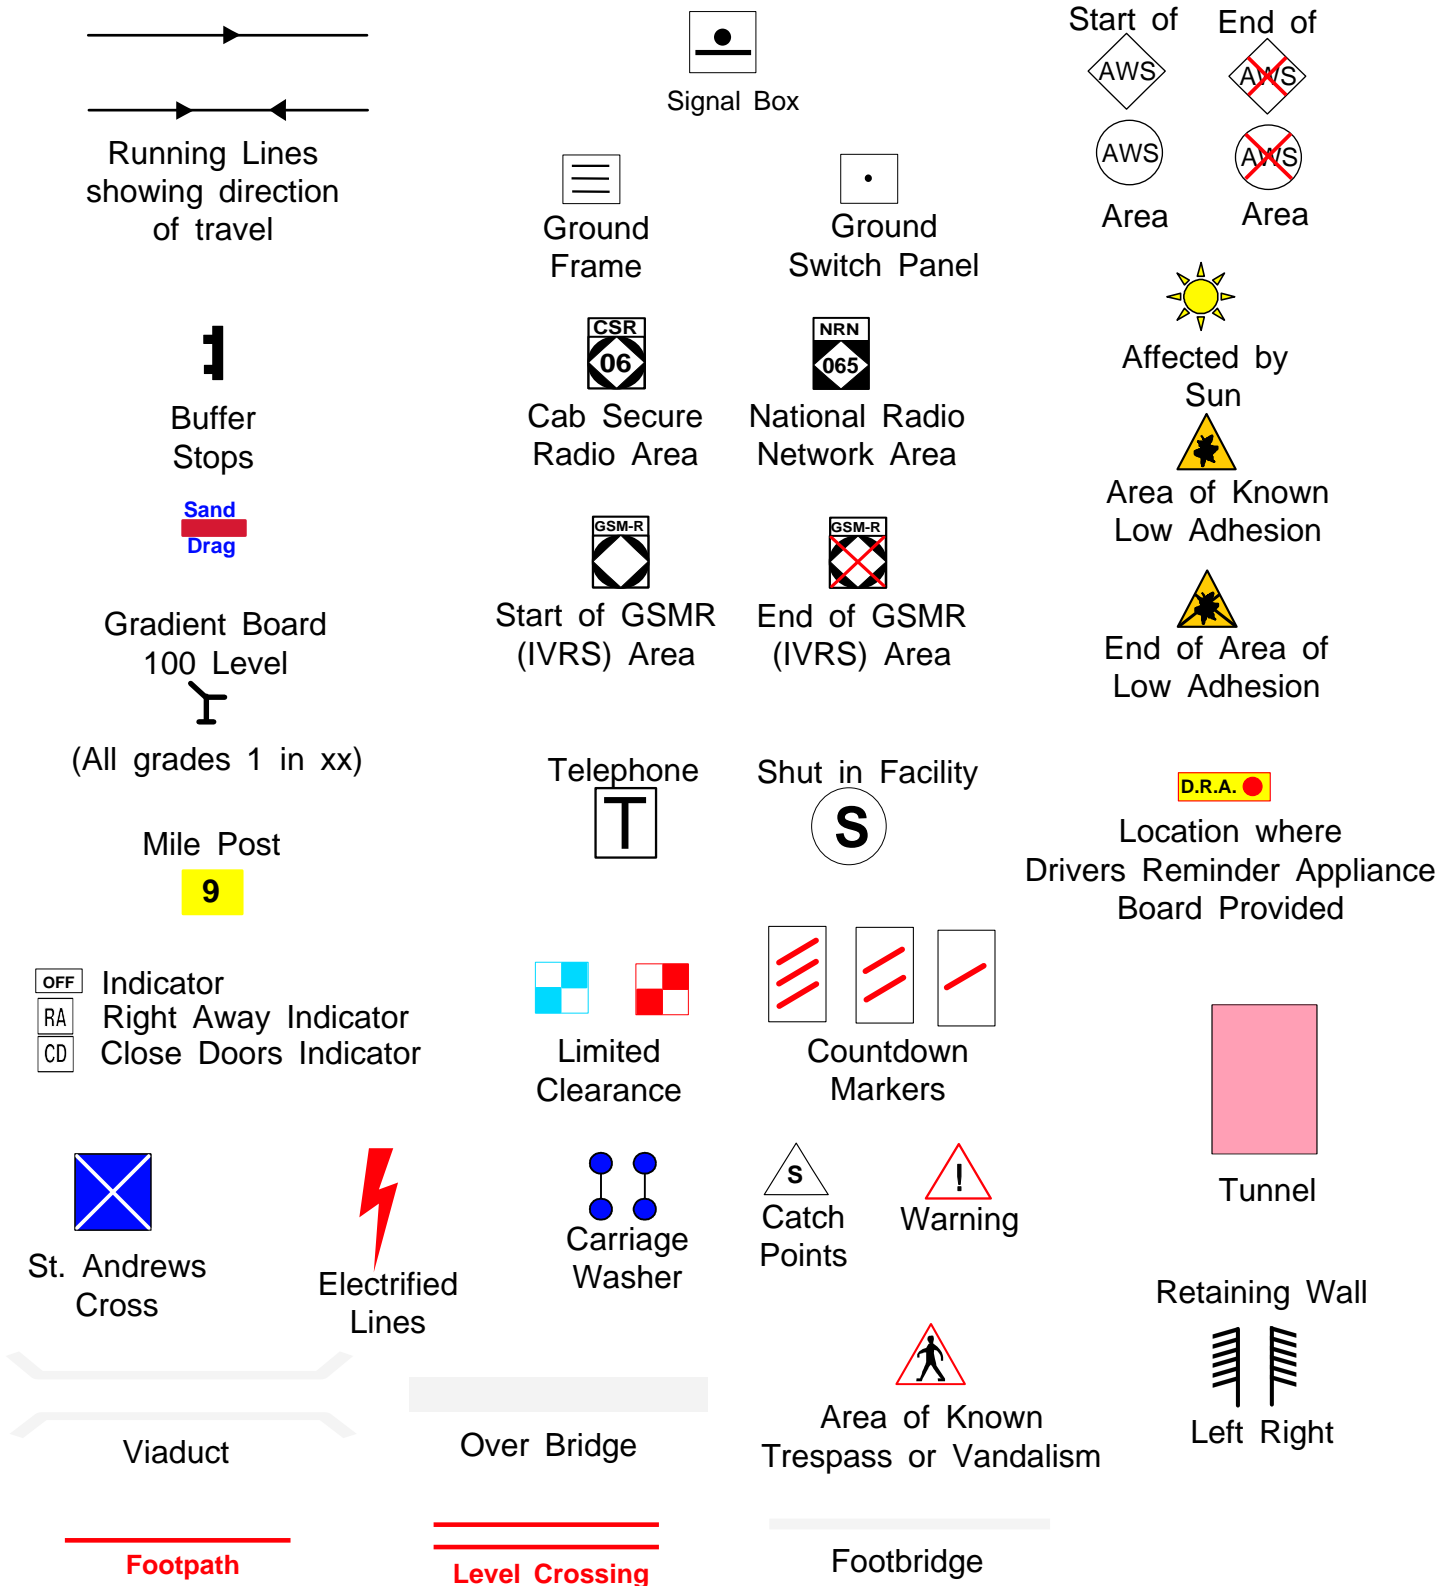 Start of
End of
AWS
AWS
Signal Box
AWS
AWS
Area
Area
Running Lines
showing direction
of travel
Ground
Frame
Ground
Switch Panel
CSR
06
Cab Secure
Radio Area
NRN
065
National Radio
Network Area
Affected by
Sun
Buffer
Stops
Area of Known
Low Adhesion
Sand
Drag
GSM-R
Start of GSMR
(IVRS) Area
GSM-R
End of GSMR
(IVRS) Area
End of Area of
Low Adhesion
Gradient Board
100 Level
(All grades 1 in xx)
Telephone
T
Shut in Facility
S
D.R.A.
Location where
Drivers Reminder Appliance
Board Provided
Mile Post
9
OFF Indicator
RA Right Away Indicator
CD Close Doors Indicator
Limited
Clearance
Countdown
Markers
Tunnel
St. Andrews
Cross
Electrified
Lines
Carriage
Washer
S
Catch
Points
!
Warning
Retaining Wall
Left Right
Viaduct
Over Bridge
Area of Known
Trespass or Vandalism
Footpath
Level Crossing
Footbridge